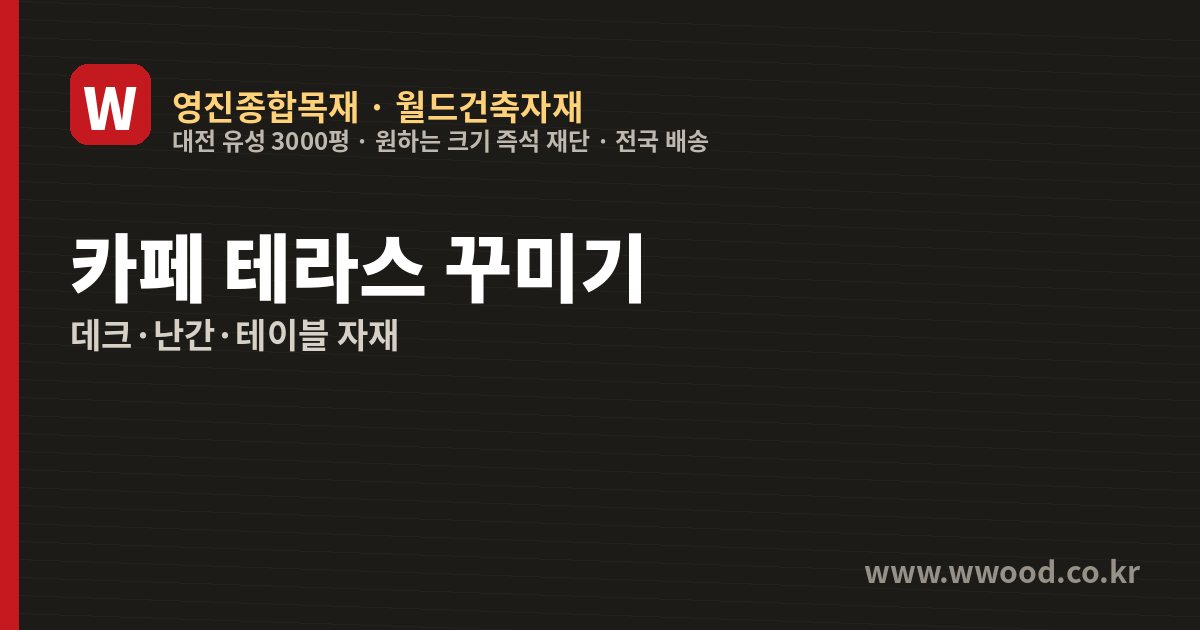 W
영진종합목재 · 월드건축자재
대전 유성 3000평 · 원하는 크기 즉석 재단 · 전국 배송
카페 테라스 꾸미기
데크·난간·테이블 자재
www.wwood.co.kr